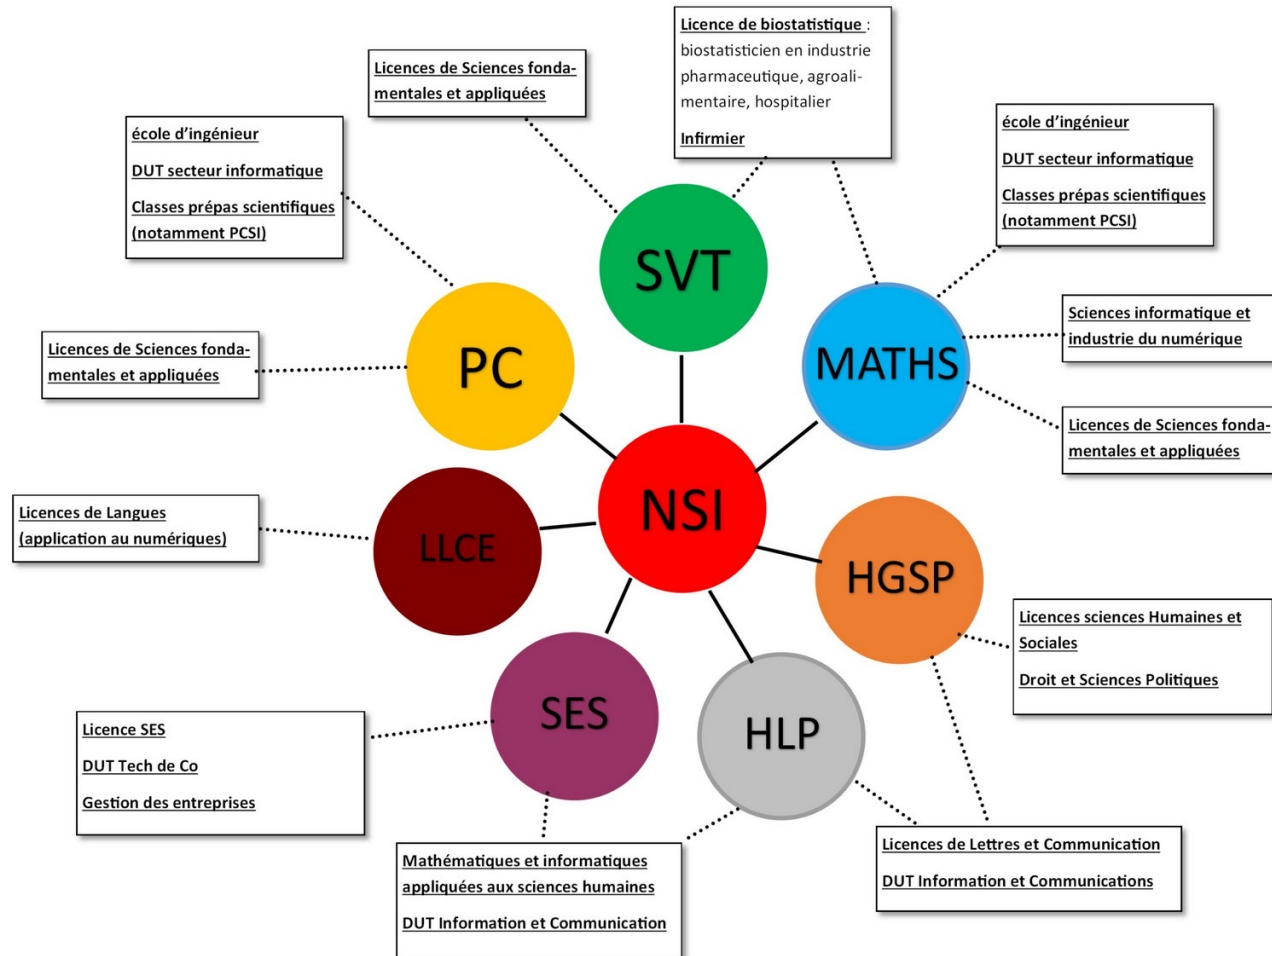 Licence de biostatistique :
biostatisticien en industrie
pharmaceutique, agroali-
mentaire, hospitalier
Infirmier
Licences de Sciences fonda-
mentales et appliquées
école d'ingénieur
DUT secteur informatique
Classes prépas scientifiques
(notamment PCSI)
école d'ingénieur
DUT secteur informatique
Classes prépas scientifiques
(notamment PCSI)
SVT
PC
MATHS
Sciences informatique et
industrie du numérique
Licences de Sciences fonda-
mentales et appliquées
Licences de Sciences fonda-
mentales et appliquées
NSI
Licences de Langues
(application au numériques)
LLCE
HGSP
Licences sciences Humaines et
Sociales
Droit et Sciences Politiques
SES
HLP
Licence SES
DUT Tech de Co
Gestion des entreprises
Mathématiques et informatiques
appliquées aux sciences humaines
DUT Information et Communication
Licences de Lettres et Communication
DUT Information et Communications